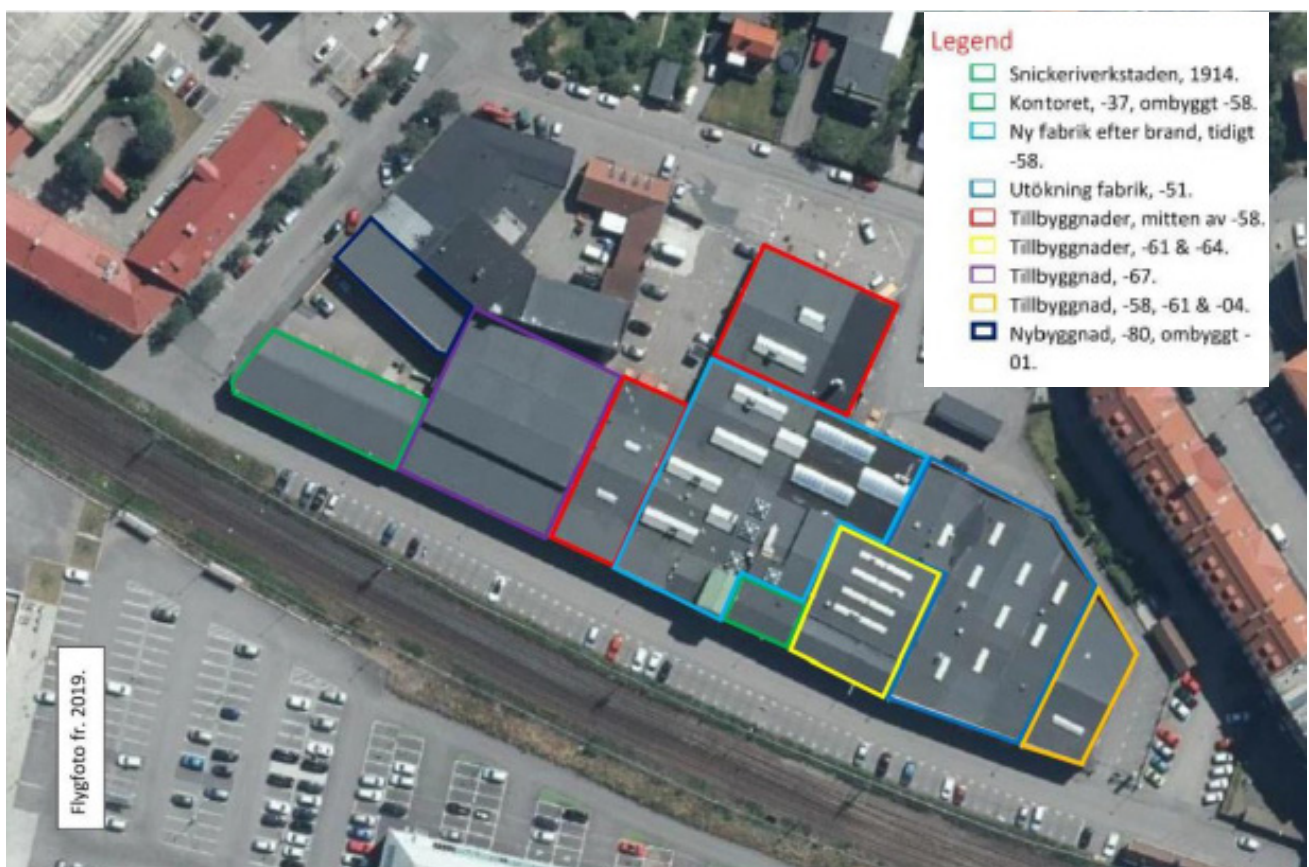 Legend
Snickeriverkstaden, 1914.
Kontoret, -37, ombyggt -58.
Ny fabrik efter brand, tidigt
-58.
Utökning fabrik, -51.
Tillbyggnader, mitten av -58.
Tillbyggnader, -61 & -64.
Tillbyggnad, -67.
Tillbyggnad, -58, -61 & -04.
Nybyggnad, -80, ombyggt -
01.
Flygfoto fr. 2019.